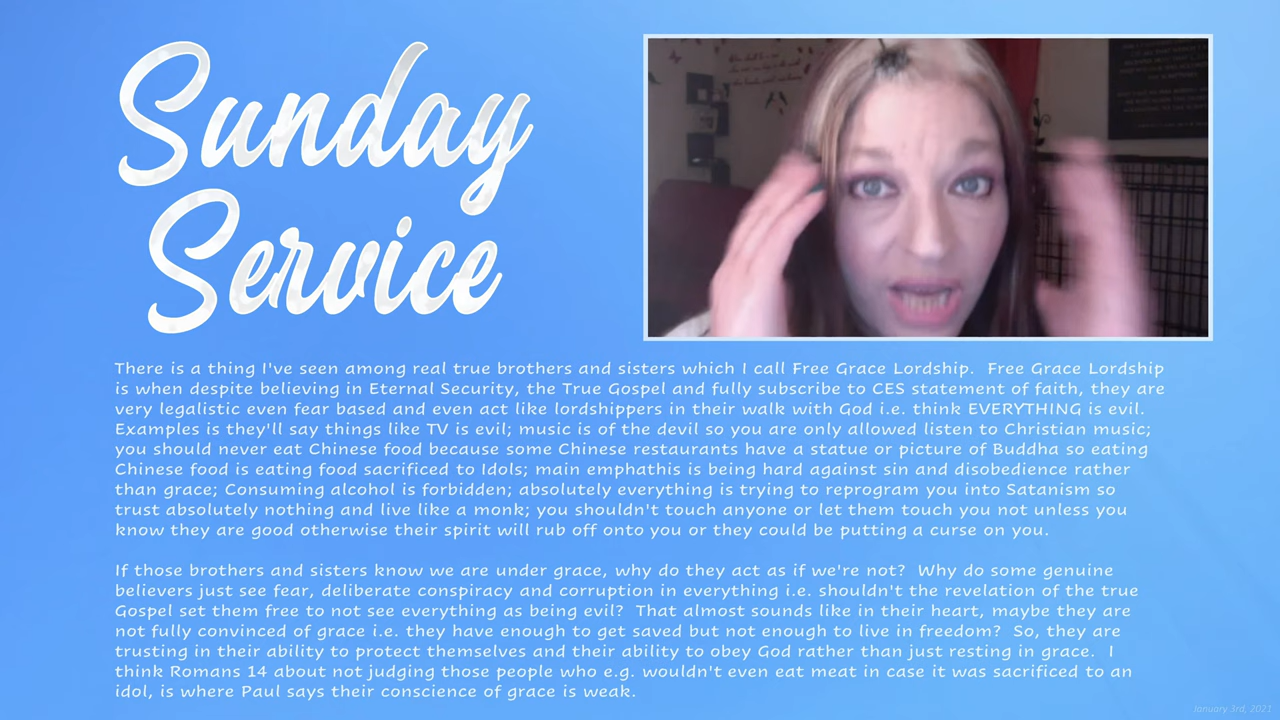 Sunday
Service
There is a thing I've seen among real true brothers and sisters which I call Free Grace Lordship.  Free Grace Lordship
is when despite believing in Eternal Security, the True Gospel and fully subscribe to CES statement of faith, they are
very legalistic even fear based and even act like lordshippers in their walk with God i.e. think EVERYTHING is evil.
Examples is they'll say things like TV is evil; music is of the devil so you are only allowed listen to Christian music;
you should never eat Chinese food because some Chinese restaurants have a statue or picture of Buddha so eating
Chinese food is eating food sacrificed to Idols; main emphathis is being hard against sin and disobedience rather
than grace; Consuming alcohol is forbidden; absolutely everything is trying to reprogram you into Satanism so
trust absolutely nothing and live like a monk; you shouldn't touch anyone or let them touch you not unless you
know they are good otherwise their spirit will rub off onto you or they could be putting a curse on you.
If those brothers and sisters know we are under grace, why do they act as if we're not?  Why do some genuine
believers just see fear, deliberate conspiracy and corruption in everything i.e. shouldn't the revelation of the true
Gospel set them free to not see everything as being evil?  That almost sounds like in their heart, maybe they are
not fully convinced of grace i.e. they have enough to get saved but not enough to live in freedom?  So, they are
trusting in their ability to protect themselves and their ability to obey God rather than just resting in grace.  I
think Romans 14 about not judging those people who e.g. wouldn't even eat meat in case it was sacrificed to an
idol, is where Paul says their conscience of grace is weak.
January 3rd, 2021